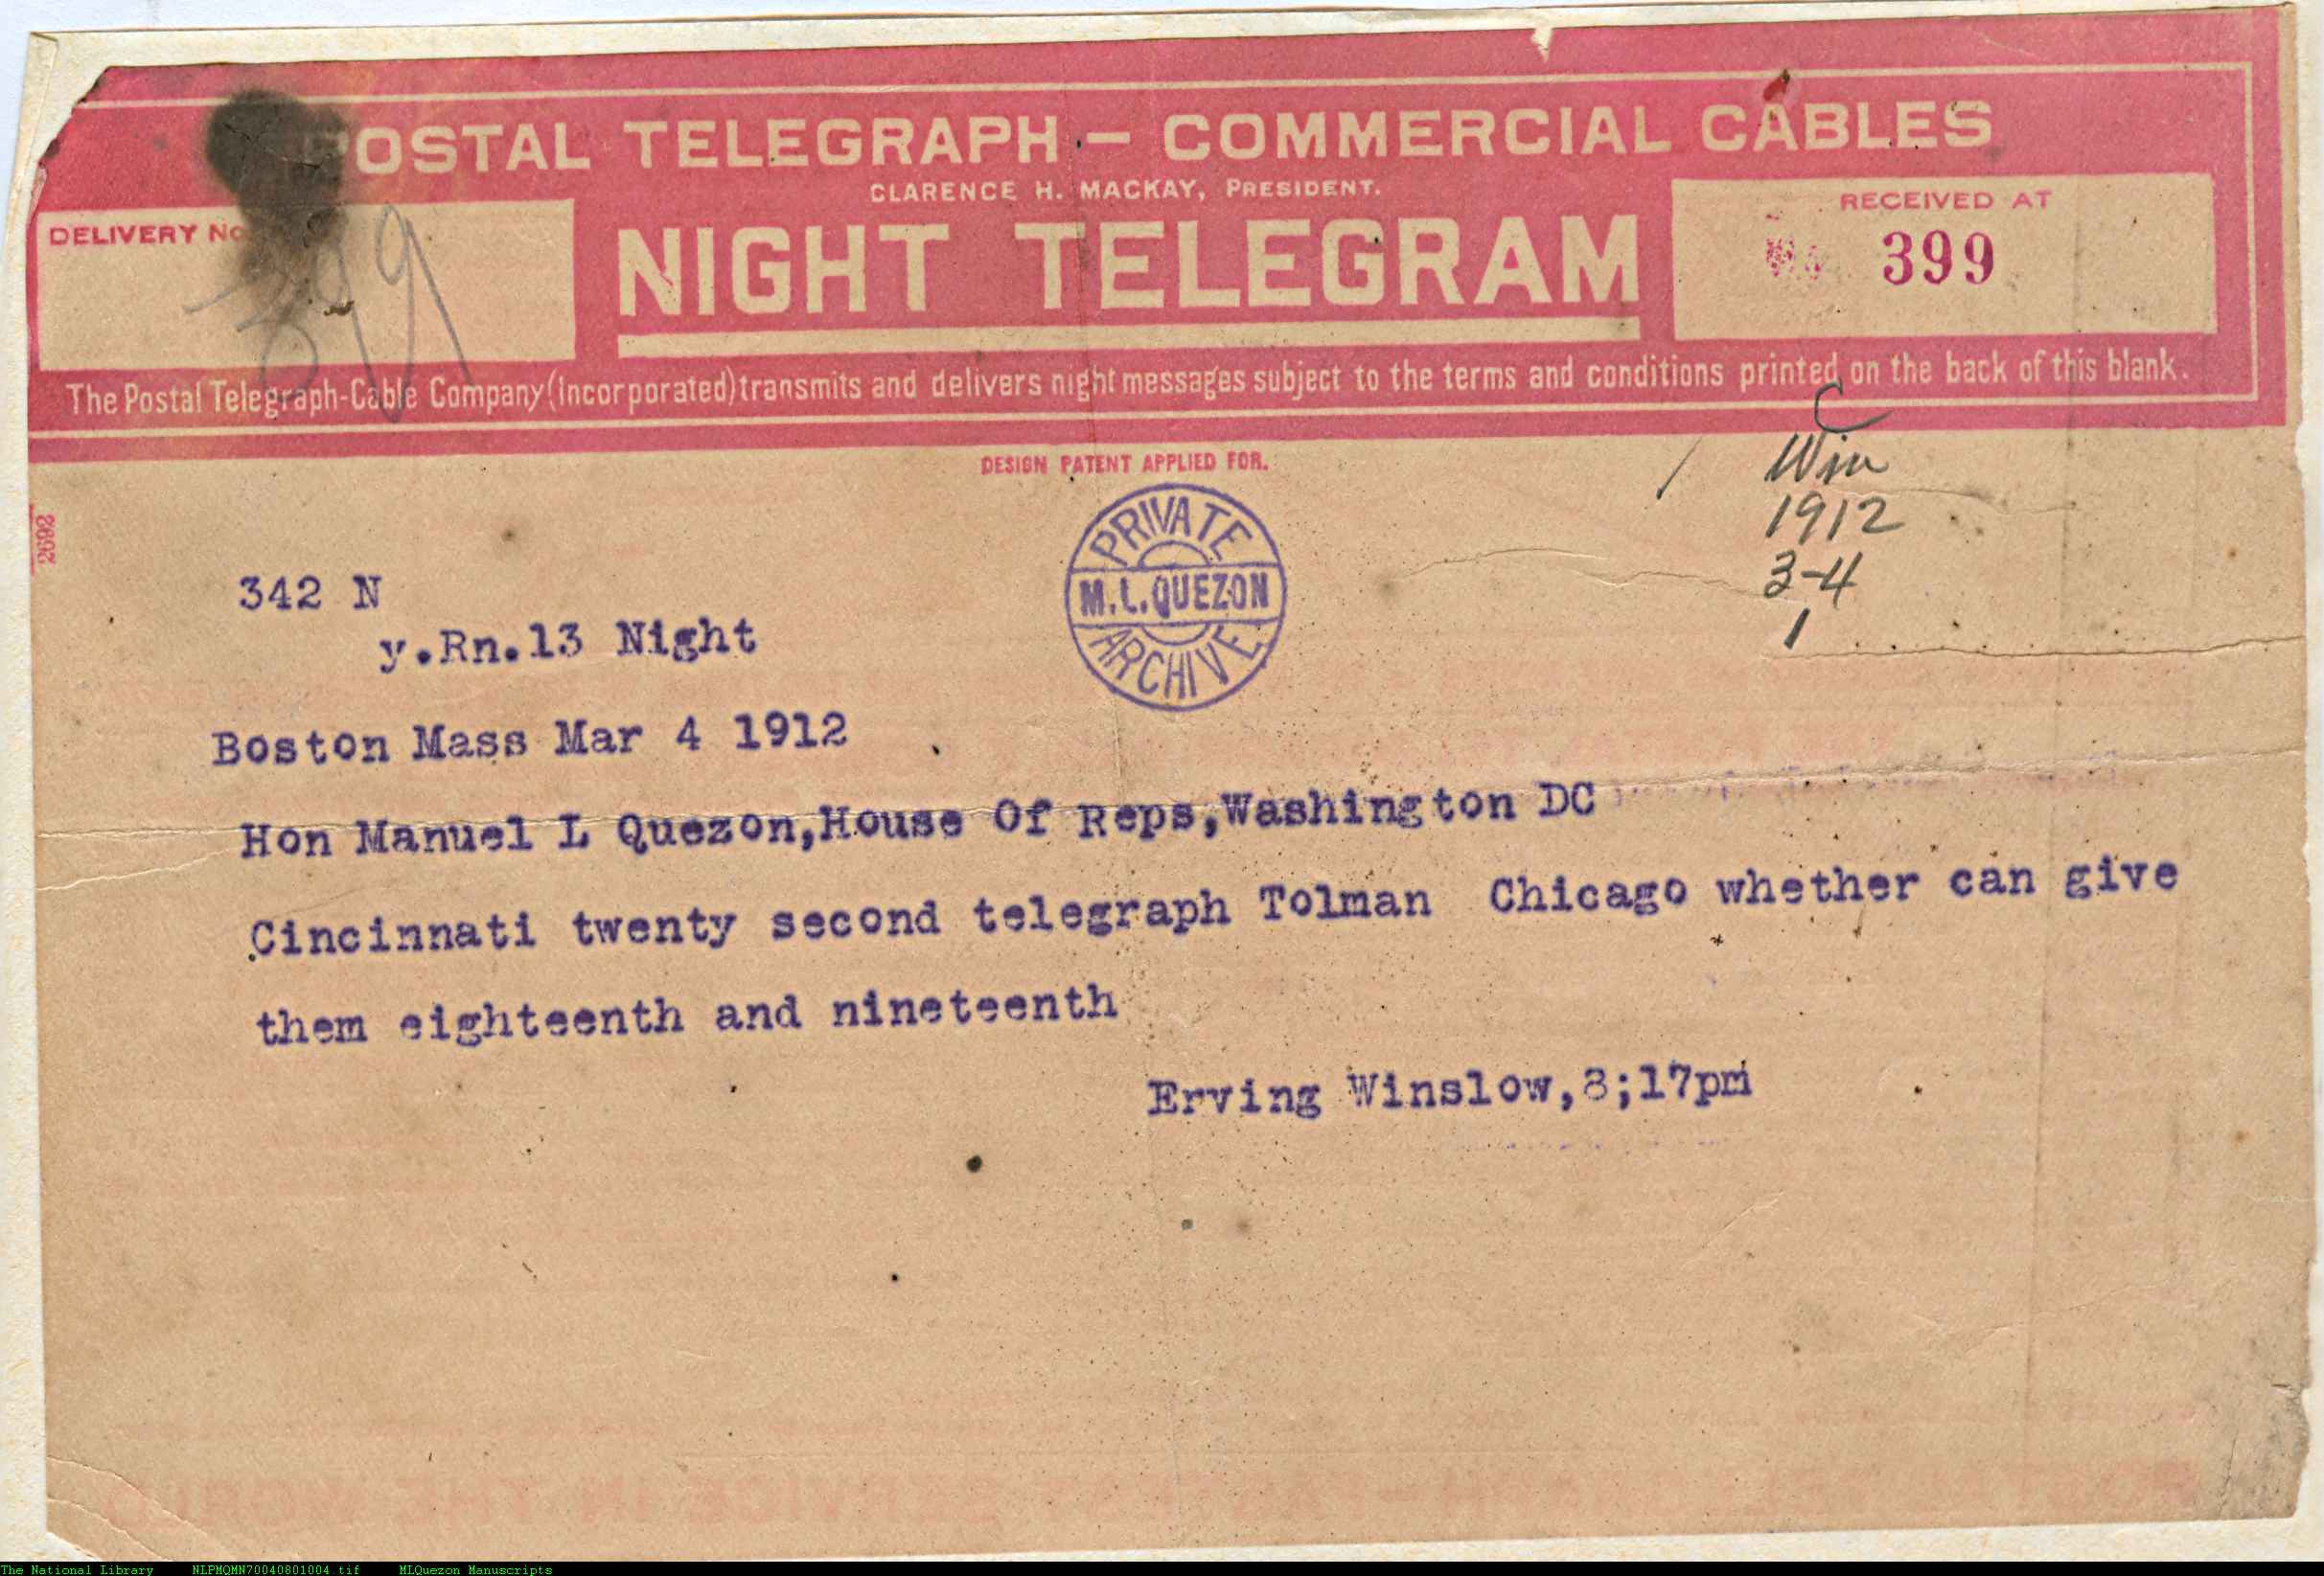 POSTAL TELEGRAPH – COMMERCIAL CABLES
CLARENCE H. MACKAY, PRESIDENT.
DELIVERY No
399
NIGHT TELEGRAM
RECEIVED AT
399
The Postal Telegraph-Cable Company (Incorporated) transmits and delivers night messages subject to the terms and conditions printed on the back of this blank.
DESIGN PATENT APPLIED FOR.
C
Win
1912
3-4
1
2692
PRIVATE
M.L.QUEZON
ARCHIVE
342 N
y.Rn.13 Night
Boston Mass Mar 4 1912
Hon Manuel L Quezon,House Of Reps,Washington DC
Cincinnati twenty second telegraph Tolman Chicago whether can give
them eighteenth and nineteenth
Erving Winslow,8;17pm
The National Library NLPMQMN70040801004.tif MLQuezon Manuscripts